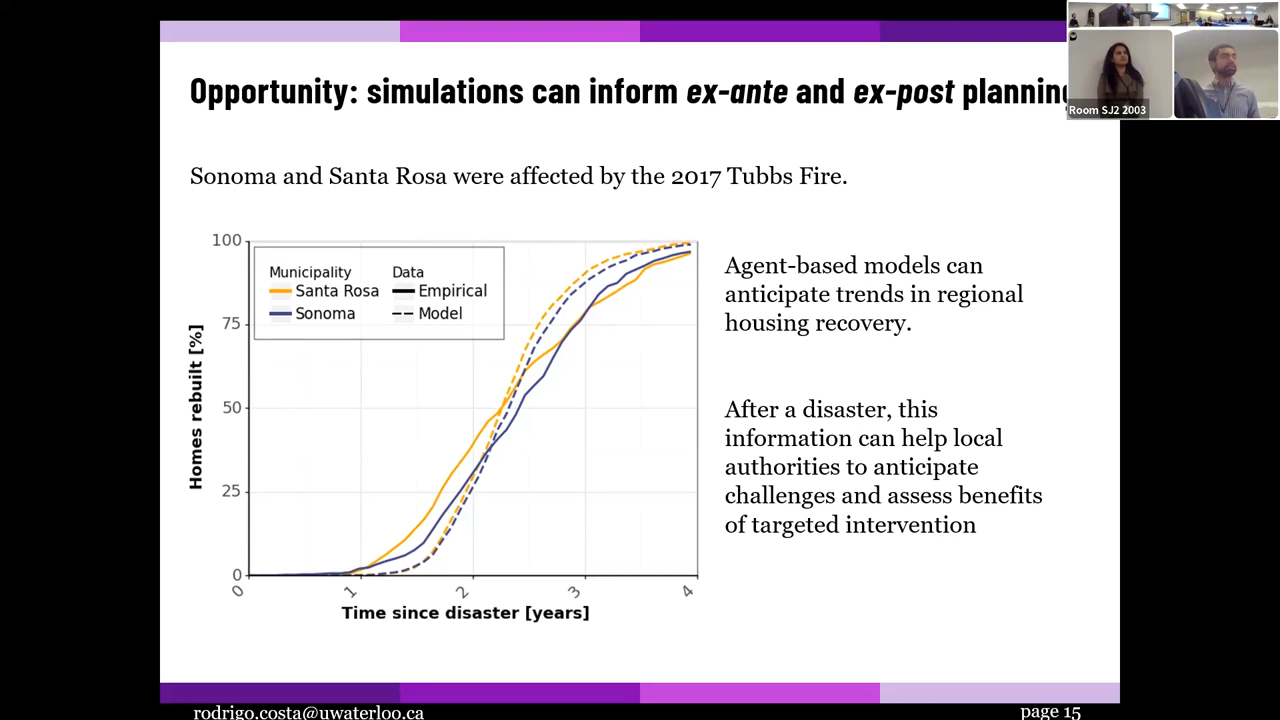 Opportunity: simulations can inform ex-ante and ex-post planning
Room SJ2 2003
Sonoma and Santa Rosa were affected by the 2017 Tubbs Fire.
Homes rebuilt [%]
100
75
50
25
0
Municipality
Santa Rosa
Sonoma
Data
Empirical
Model
0 1 2 3 4
Time since disaster [years]
Agent-based models can
anticipate trends in regional
housing recovery.
After a disaster, this
information can help local
authorities to anticipate
challenges and assess benefits
of targeted intervention
rodrigo.costa@uwaterloo.ca
page 15